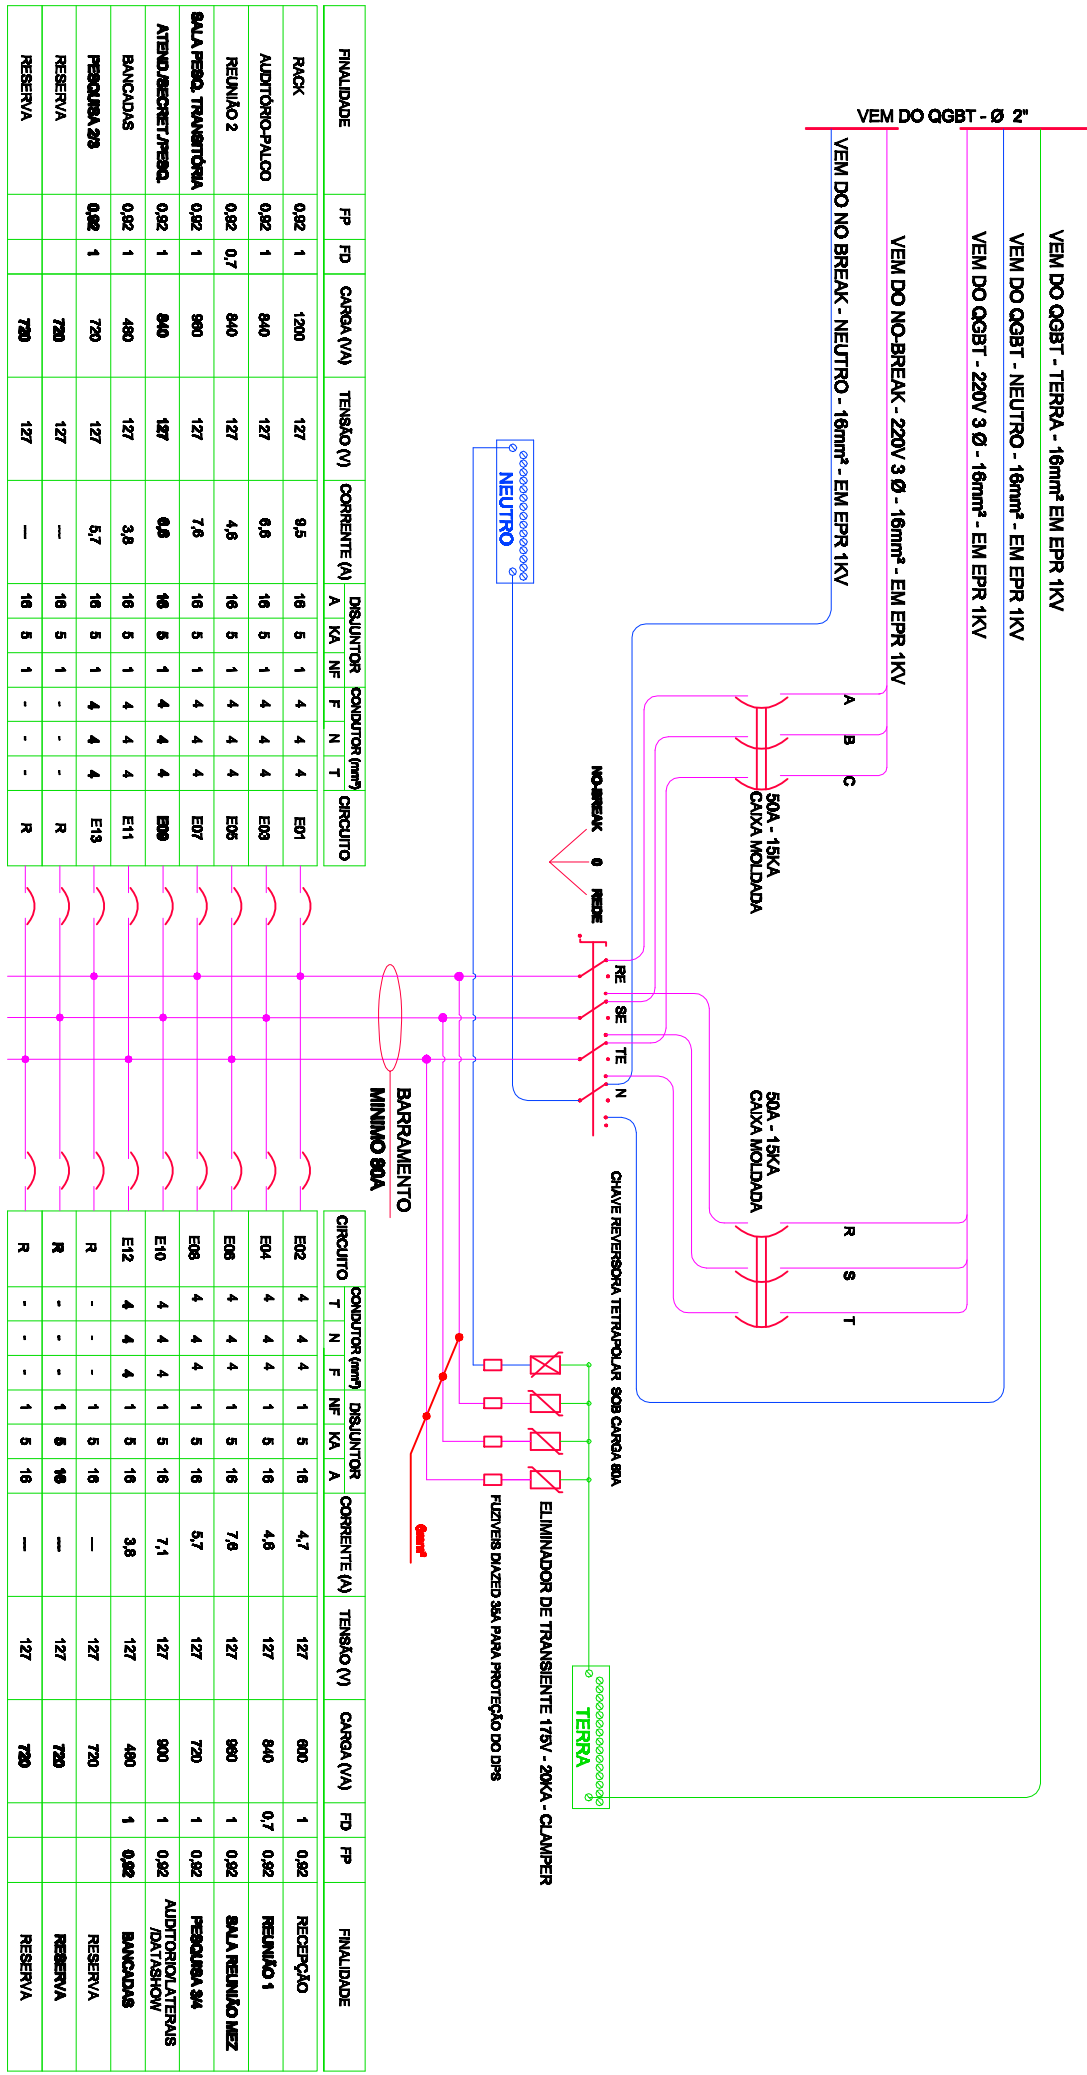 VEM DO QGBT - Ø 2"
VEM DO QGBT - TERRA - 16mm² EM EPR 1KV
VEM DO QGBT - NEUTRO - 16mm² - EM EPR 1KV
VEM DO QGBT - 220V 3 Ø - 16mm² - EM EPR 1KV
VEM DO NO-BREAK - 220V 3 Ø - 16mm² - EM EPR 1KV
VEM DO NO BREAK - NEUTRO - 16mm² - EM EPR 1KV
A B C
50A - 15KA
CAIXA MOLDADA
R S T
50A - 15KA
CAIXA MOLDADA
NO-BREAK 0 REDE
RE SE TE N
CHAVE REVERSORA TETRAPOLAR SOB CARGA 80A
NEUTRO
TERRA
ELIMINADOR DE TRANSIENTE 175V - 20KA - CLAMPER
FUZIVEIS DIAZED 35A PARA PROTEÇÃO DO DPS
6mm²
BARRAMENTO
MINIMO 80A
FINALIDADE FP FD CARGA (VA) TENSÃO (V) CORRENTE (A) DISJUNTOR CONDUTOR (mm²) CIRCUITO
A KA NF F N T
RACK 0,92 1 1200 127 9,5 16 5 1 4 4 4 E01
AUDITÓRIO-PALCO 0,92 1 840 127 6,6 16 5 1 4 4 4 E03
REUNIÃO 2 0,92 0,7 840 127 4,6 16 5 1 4 4 4 E05
SALA PESQ. TRANSITÓRIA 0,92 1 960 127 7,6 16 5 1 4 4 4 E07
ATEND./SECRET./PESQ. 0,92 1 840 127 6,6 16 5 1 4 4 4 E09
BANCADAS 0,92 1 480 127 3,8 16 5 1 4 4 4 E11
PESQUISA 2/3 0,92 1 720 127 5,7 16 5 1 4 4 4 E13
RESERVA 720 127 --- 16 5 1 - - - R
RESERVA 720 127 --- 16 5 1 - - - R
CIRCUITO CONDUTOR (mm²) DISJUNTOR CORRENTE (A) TENSÃO (V) CARGA (VA) FD FP FINALIDADE
T N F NF KA A
E02 4 4 4 1 5 16 4,7 127 600 1 0,92 RECEPÇÃO
E04 4 4 4 1 5 16 4,6 127 840 0,7 0,92 REUNIÃO 1
E06 4 4 4 1 5 16 7,6 127 960 1 0,92 SALA REUNIÃO MEZ
E08 4 4 4 1 5 16 5,7 127 720 1 0,92 PESQUISA 3/4
E10 4 4 4 1 5 16 7,1 127 900 1 0,92 AUDITORIO/LATERAIS
/DATASHOW
E12 4 4 4 1 5 16 3,8 127 480 1 0,92 BANCADAS
R - - - 1 5 16 --- 127 720 RESERVA
R - - - 1 5 16 --- 127 720 RESERVA
R - - - 1 5 16 --- 127 720 RESERVA